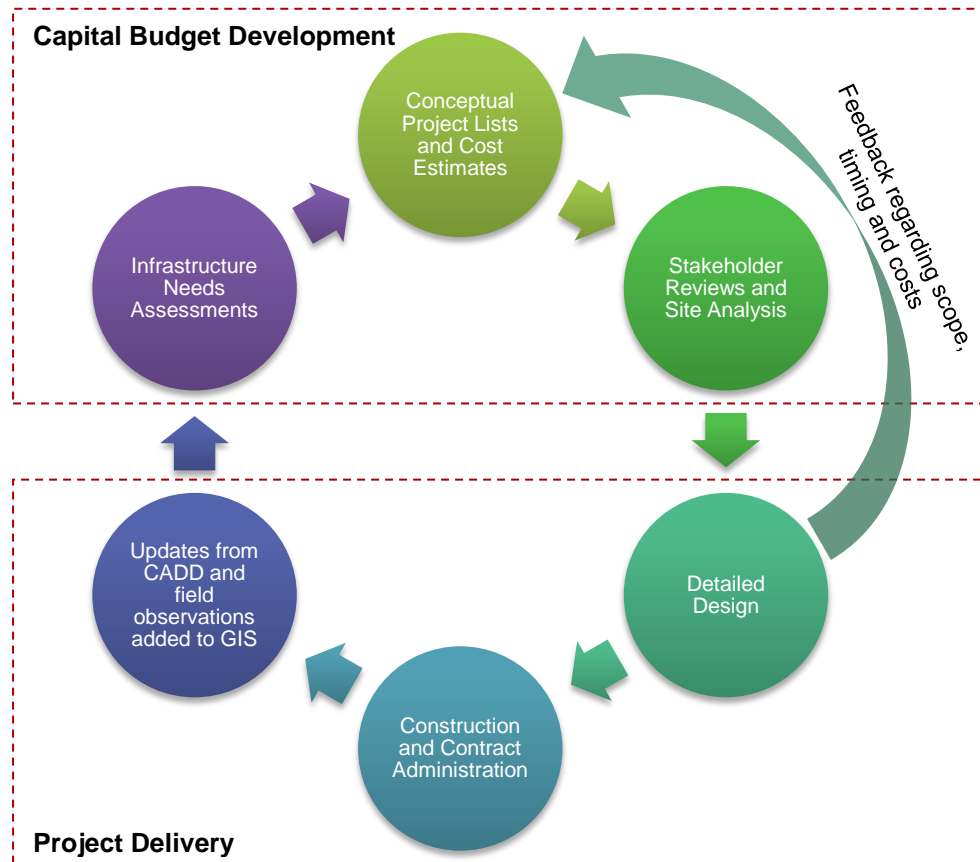 Capital Budget Development
Conceptual
Project Lists
and Cost
Estimates
Feedback regarding scope,
timing and costs
Infrastructure
Needs
Assessments
Stakeholder
Reviews and
Site Analysis
Updates from
CADD and
field
observations
added to GIS
Detailed
Design
Construction
and Contract
Administration
Project Delivery